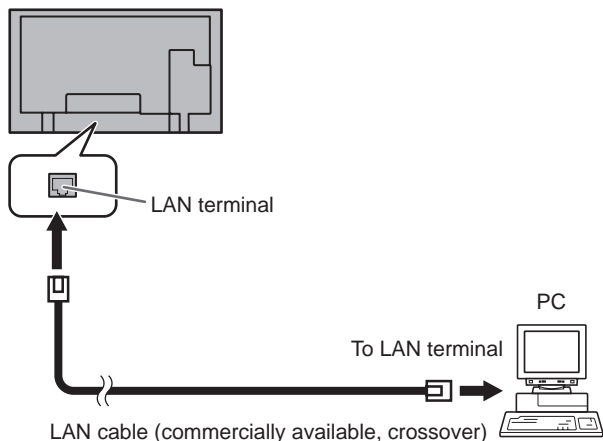 LAN terminal
PC
To LAN terminal
LAN cable (commercially available, crossover)